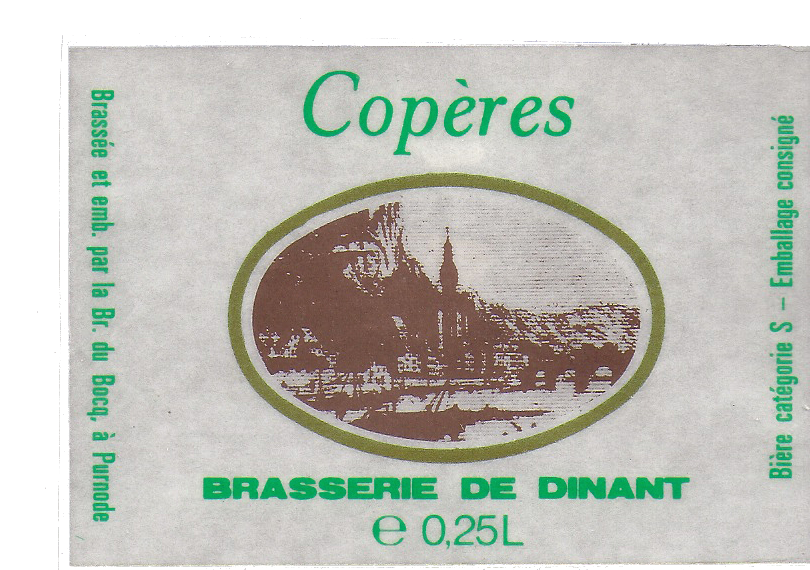 Copères
Brassée et emb. par la Br. du Bocq, à Purnode
Bière catégorie S – Emballage consigné
BRASSERIE DE DINANT
℮ 0,25L